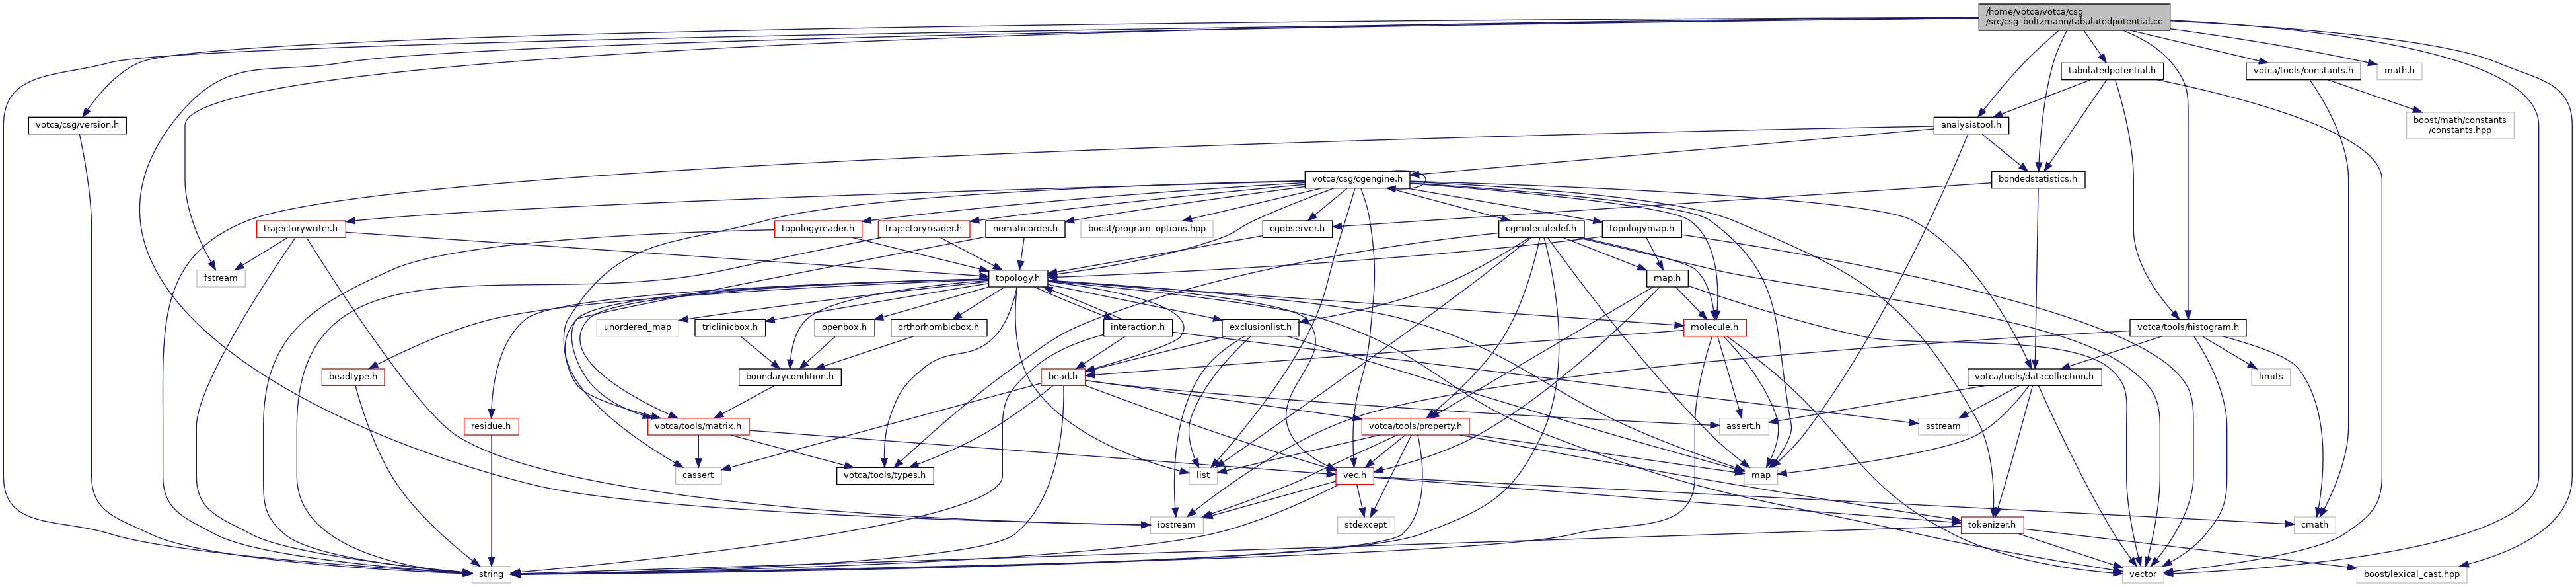 /home/votca/votca/csg
/src/csg_boltzmann/tabulatedpotential.cc
tabulatedpotential.h
votca/tools/constants.h
math.h
votca/csg/version.h
analysistool.h
boost/math/constants
/constants.hpp
votca/csg/cgengine.h
bondedstatistics.h
trajectorywriter.h
topologyreader.h
trajectoryreader.h
nematicorder.h
boost/program_options.hpp
cgobserver.h
cgmoleculedef.h
topologymap.h
fstream
topology.h
map.h
unordered_map
triclinicbox.h
openbox.h
orthorhombicbox.h
interaction.h
exclusionlist.h
molecule.h
votca/tools/histogram.h
beadtype.h
boundarycondition.h
bead.h
votca/tools/datacollection.h
limits
residue.h
votca/tools/matrix.h
votca/tools/property.h
assert.h
sstream
cassert
votca/tools/types.h
list
vec.h
map
iostream
stdexcept
tokenizer.h
cmath
string
vector
boost/lexical_cast.hpp